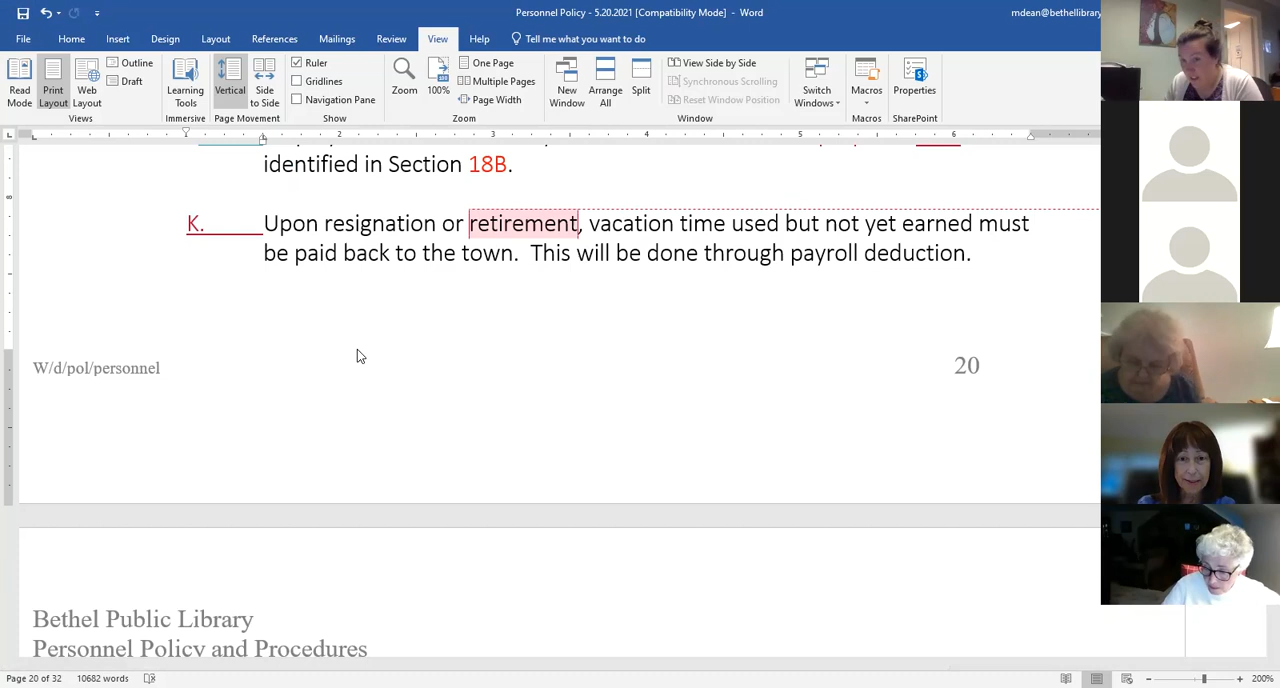 Personnel Policy - 5.20.2021 [Compatibility Mode] - Word
mdean@bethellibrary
File Home Insert Design Layout References Mailings Review View Help Tell me what you want to do
Read Mode
Print Layout
Web Layout
Outline
Draft
Views
Learning Tools
Immersive
Vertical
Side to Side
Page Movement
Ruler
Gridlines
Navigation Pane
Show
Zoom
100%
One Page
Multiple Pages
Page Width
Zoom
New Window
Arrange All
Split
View Side by Side
Synchronous Scrolling
Reset Window Position
Window
Switch Windows
Macros
Macros
Properties
SharePoint
2 3 4 5 6
identified in Section 18B.
K. Upon resignation or retirement, vacation time used but not yet earned must
be paid back to the town. This will be done through payroll deduction.
W/d/pol/personnel 20
Bethel Public Library
Personnel Policy and Procedures
Page 20 of 32 10682 words 200%